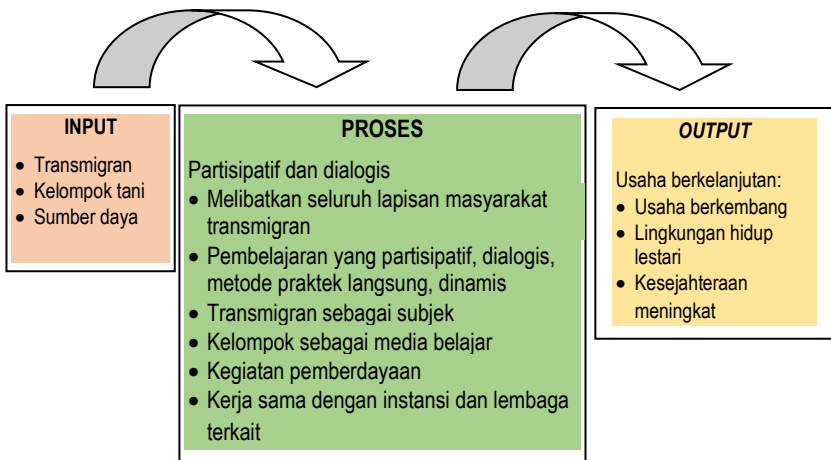 INPUT
• Transmigran
• Kelompok tani
• Sumber daya
PROSES
Partisipatif dan dialogis
• Melibatkan seluruh lapisan masyarakat
transmigran
• Pembelajaran yang partisipatif, dialogis,
metode praktek langsung, dinamis
• Transmigran sebagai subjek
• Kelompok sebagai media belajar
• Kegiatan pemberdayaan
• Kerja sama dengan instansi dan lembaga
terkait
OUTPUT
Usaha berkelanjutan:
• Usaha berkembang
• Lingkungan hidup
lestari
• Kesejahteraan
meningkat